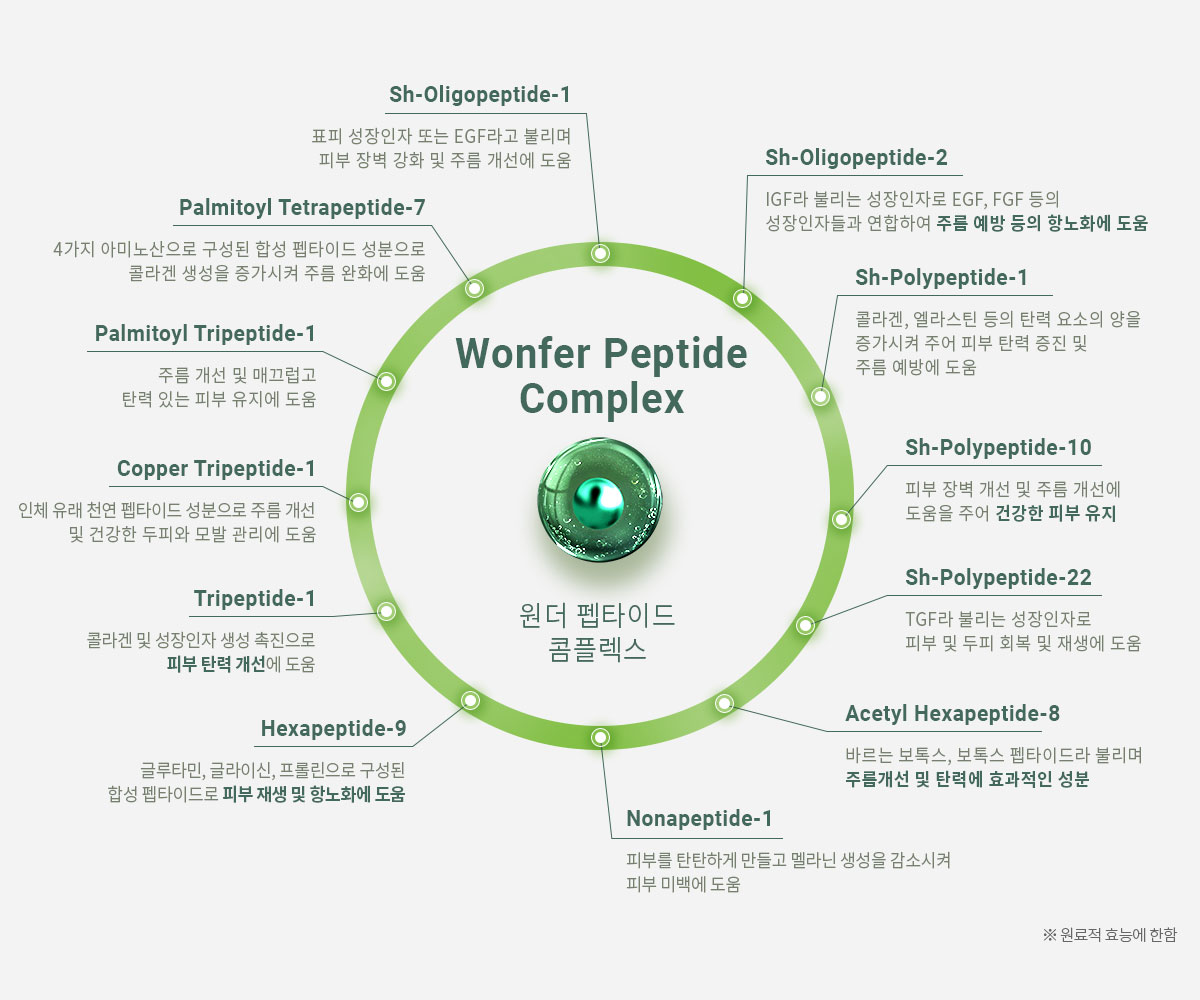 Sh-Oligopeptide-1
표피 성장인자 또는 EGF라고 불리며
피부 장벽 강화 및 주름 개선에 도움
Sh-Oligopeptide-2
IGF라 불리는 성장인자로 EGF, FGF 등의
성장인자들과 연합하여 주름 예방 등의 항노화에 도움
Palmitoyl Tetrapeptide-7
4가지 아미노산으로 구성된 합성 펩타이드 성분으로
콜라겐 생성을 증가시켜 주름 완화에 도움
Sh-Polypeptide-1
콜라겐, 엘라스틴 등의 탄력 요소의 양을
증가시켜 주어 피부 탄력 증진 및
주름 예방에 도움
Palmitoyl Tripeptide-1
주름 개선 및 매끄럽고
탄력 있는 피부 유지에 도움
Wonfer Peptide
Complex
Sh-Polypeptide-10
피부 장벽 개선 및 주름 개선에
도움을 주어 건강한 피부 유지
Copper Tripeptide-1
인체 유래 천연 펩타이드 성분으로 주름 개선
및 건강한 두피와 모발 관리에 도움
Sh-Polypeptide-22
TGF라 불리는 성장인자로
피부 및 두피 회복 및 재생에 도움
Tripeptide-1
콜라겐 및 성장인자 생성 촉진으로
피부 탄력 개선에 도움
원더 펩타이드
콤플렉스
Acetyl Hexapeptide-8
바르는 보톡스, 보톡스 펩타이드라 불리며
주름개선 및 탄력에 효과적인 성분
Hexapeptide-9
글루타민, 글라이신, 프롤린으로 구성된
합성 펩타이드로 피부 재생 및 항노화에 도움
Nonapeptide-1
피부를 탄탄하게 만들고 멜라닌 생성을 감소시켜
피부 미백에 도움
※ 원료적 효능에 한함